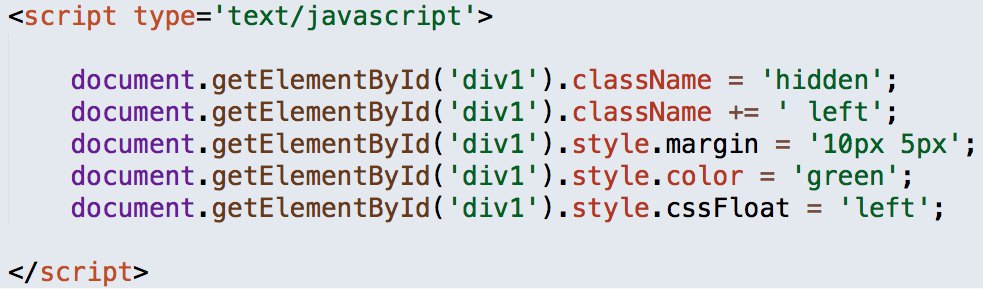 <script type='text/javascript'>
document.getElementById('div1').className = 'hidden';
document.getElementById('div1').className += ' left';
document.getElementById('div1').style.margin = '10px 5px';
document.getElementById('div1').style.color = 'green';
document.getElementById('div1').style.cssFloat = 'left';
</script>